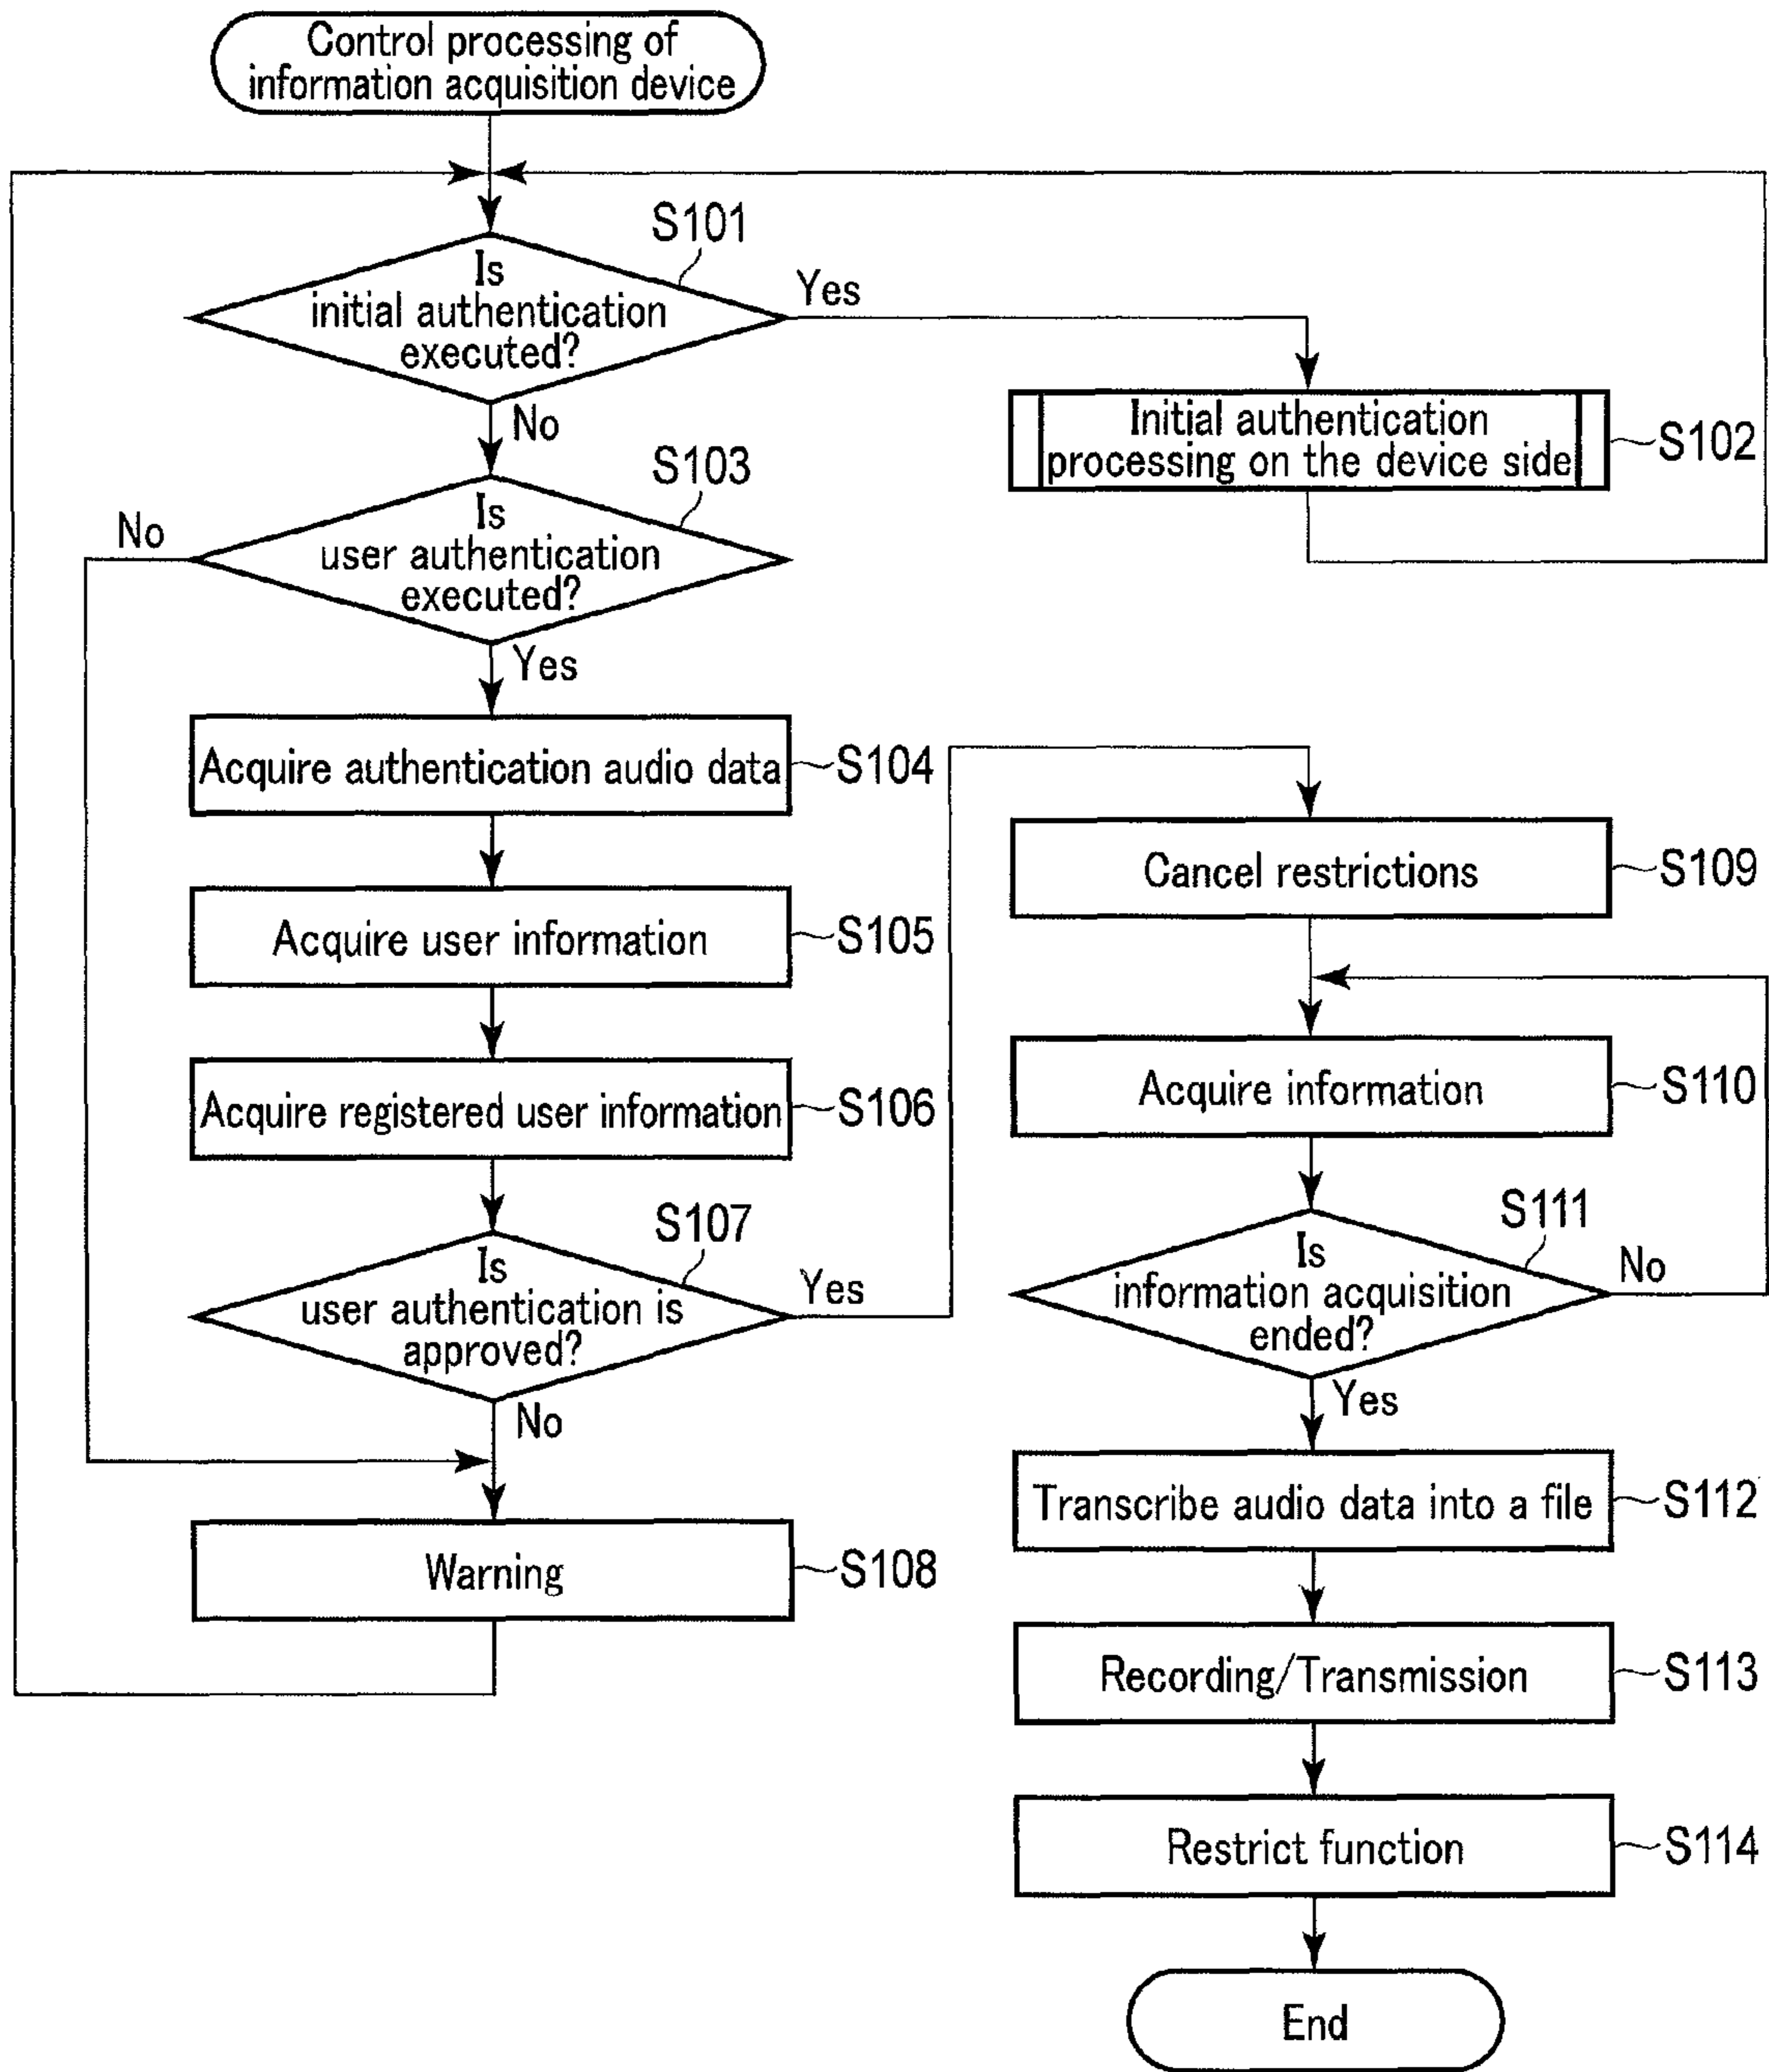 Control processing of
information acquisition device
S101
Is
initial authentication
executed?
Yes
No
Initial authentication
processing on the device side
S102
S103
Is
user authentication
executed?
No
Yes
Acquire authentication audio data
S104
Acquire user information
S105
Acquire registered user information
S106
S107
Is
user authentication is
approved?
Yes
No
Warning
S108
Cancel restrictions
S109
Acquire information
S110
S111
Is
information acquisition
ended?
No
Yes
Transcribe audio data into a file
S112
Recording/Transmission
S113
Restrict function
S114
End